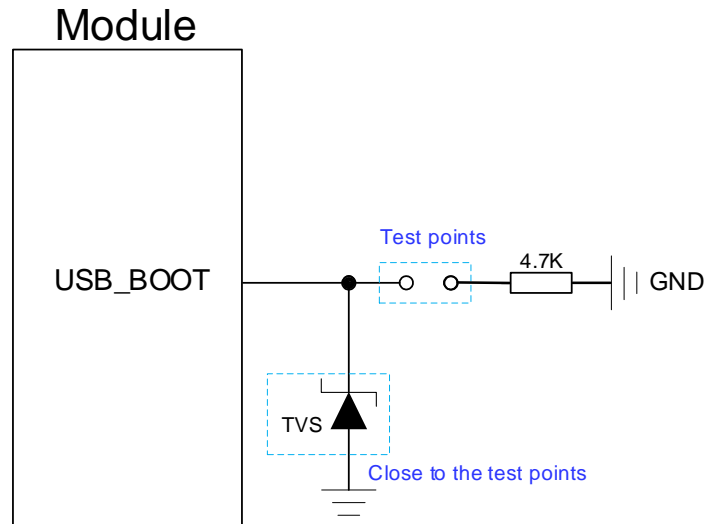 Module
Test points
4.7K
USB_BOOT
GND
TVS
Close to the test points